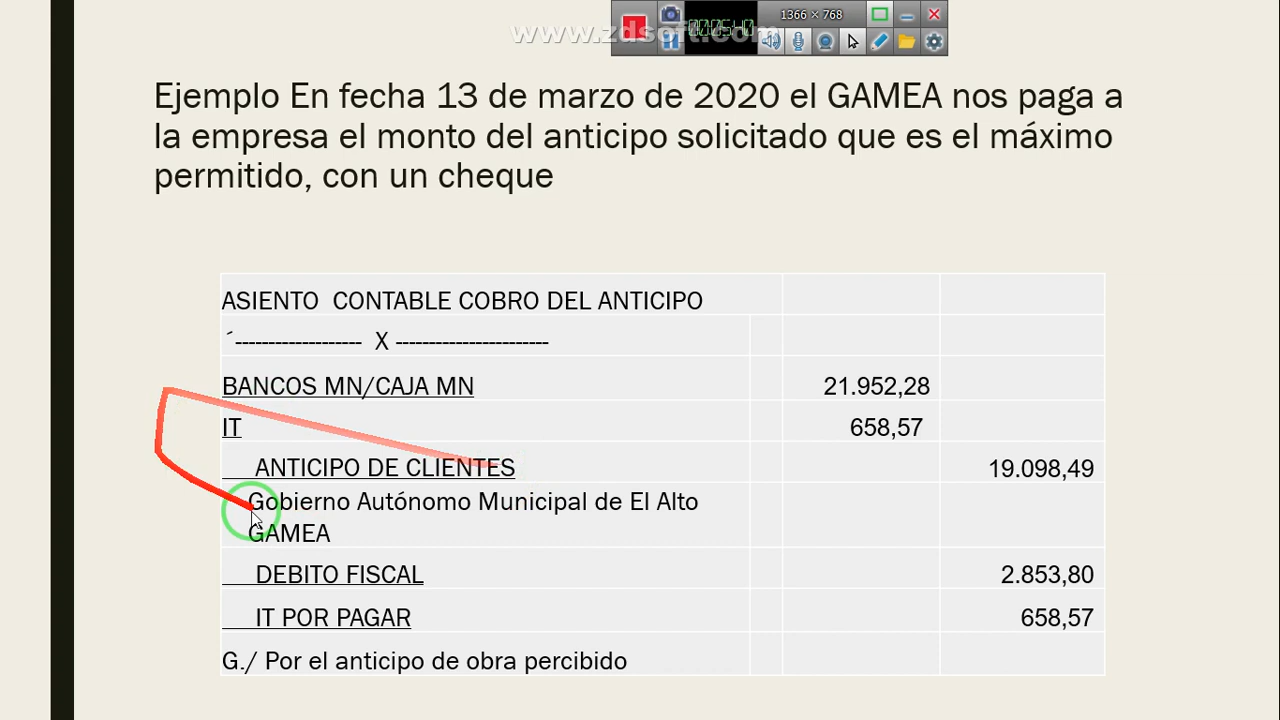 www.zdsoft.com
00:05:40
1366 × 768
Ejemplo En fecha 13 de marzo de 2020 el GAMEA nos paga a
la empresa el monto del anticipo solicitado que es el máximo
permitido, con un cheque
ASIENTO CONTABLE COBRO DEL ANTICIPO
´------------------- X -----------------------
BANCOS MN/CAJA MN 21.952,28
IT 658,57
ANTICIPO DE CLIENTES 19.098,49
Gobierno Autónomo Municipal de El Alto
GAMEA
DEBITO FISCAL 2.853,80
IT POR PAGAR 658,57
G./ Por el anticipo de obra percibido